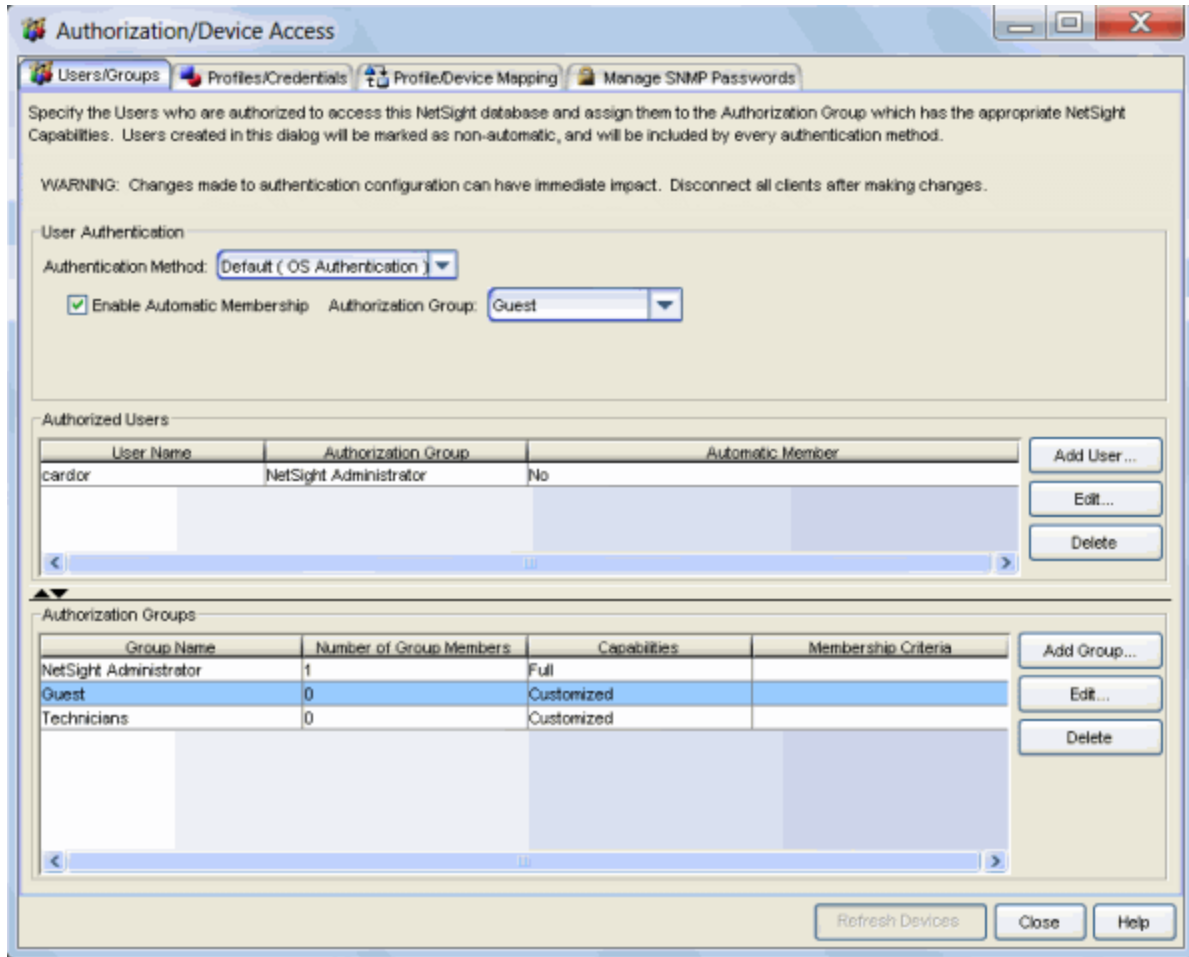 Authorization/Device Access
Users/Groups Profiles/Credentials Profile/Device Mapping Manage SNMP Passwords
Specify the Users who are authorized to access this NetSight database and assign them to the Authorization Group which has the appropriate NetSight
Capabilities. Users created in this dialog will be marked as non-automatic, and will be included by every authentication method.
WARNING: Changes made to authentication configuration can have immediate impact. Disconnect all clients after making changes.
User Authentication
Authentication Method: Default ( OS Authentication )
Enable Automatic Membership Authorization Group: Guest
Authorized Users
User Name Authorization Group Automatic Member
cardor NetSight Administrator No
Add User...
Edit...
Delete
Authorization Groups
Group Name Number of Group Members Capabilities Membership Criteria
NetSight Administrator 1 Full
Guest 0 Customized
Technicians 0 Customized
Add Group...
Edit...
Delete
Refresh Devices Close Help